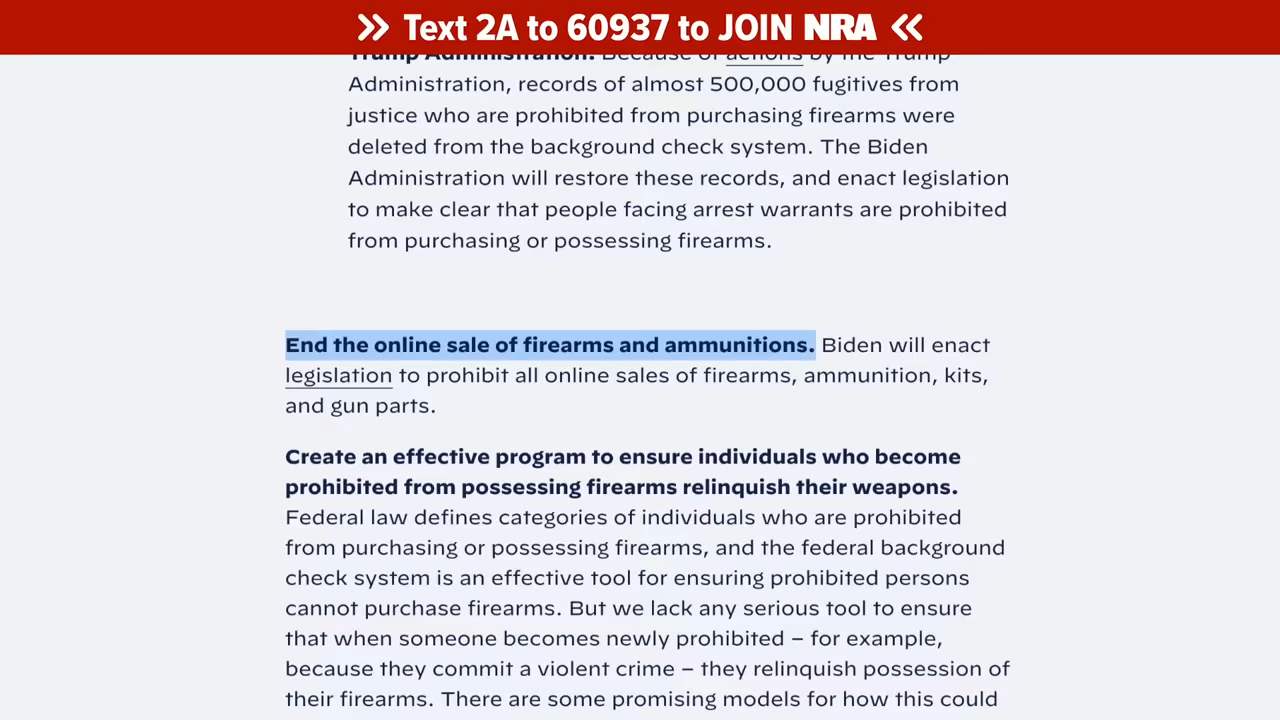 >> Text 2A to 60937 to JOIN NRA <<
Trump Administration. Because of actions by the Trump
Administration, records of almost 500,000 fugitives from
justice who are prohibited from purchasing firearms were
deleted from the background check system. The Biden
Administration will restore these records, and enact legislation
to make clear that people facing arrest warrants are prohibited
from purchasing or possessing firearms.
End the online sale of firearms and ammunitions. Biden will enact
legislation to prohibit all online sales of firearms, ammunition, kits,
and gun parts.
Create an effective program to ensure individuals who become
prohibited from possessing firearms relinquish their weapons.
Federal law defines categories of individuals who are prohibited
from purchasing or possessing firearms, and the federal background
check system is an effective tool for ensuring prohibited persons
cannot purchase firearms. But we lack any serious tool to ensure
that when someone becomes newly prohibited – for example,
because they commit a violent crime – they relinquish possession of
their firearms. There are some promising models for how this could